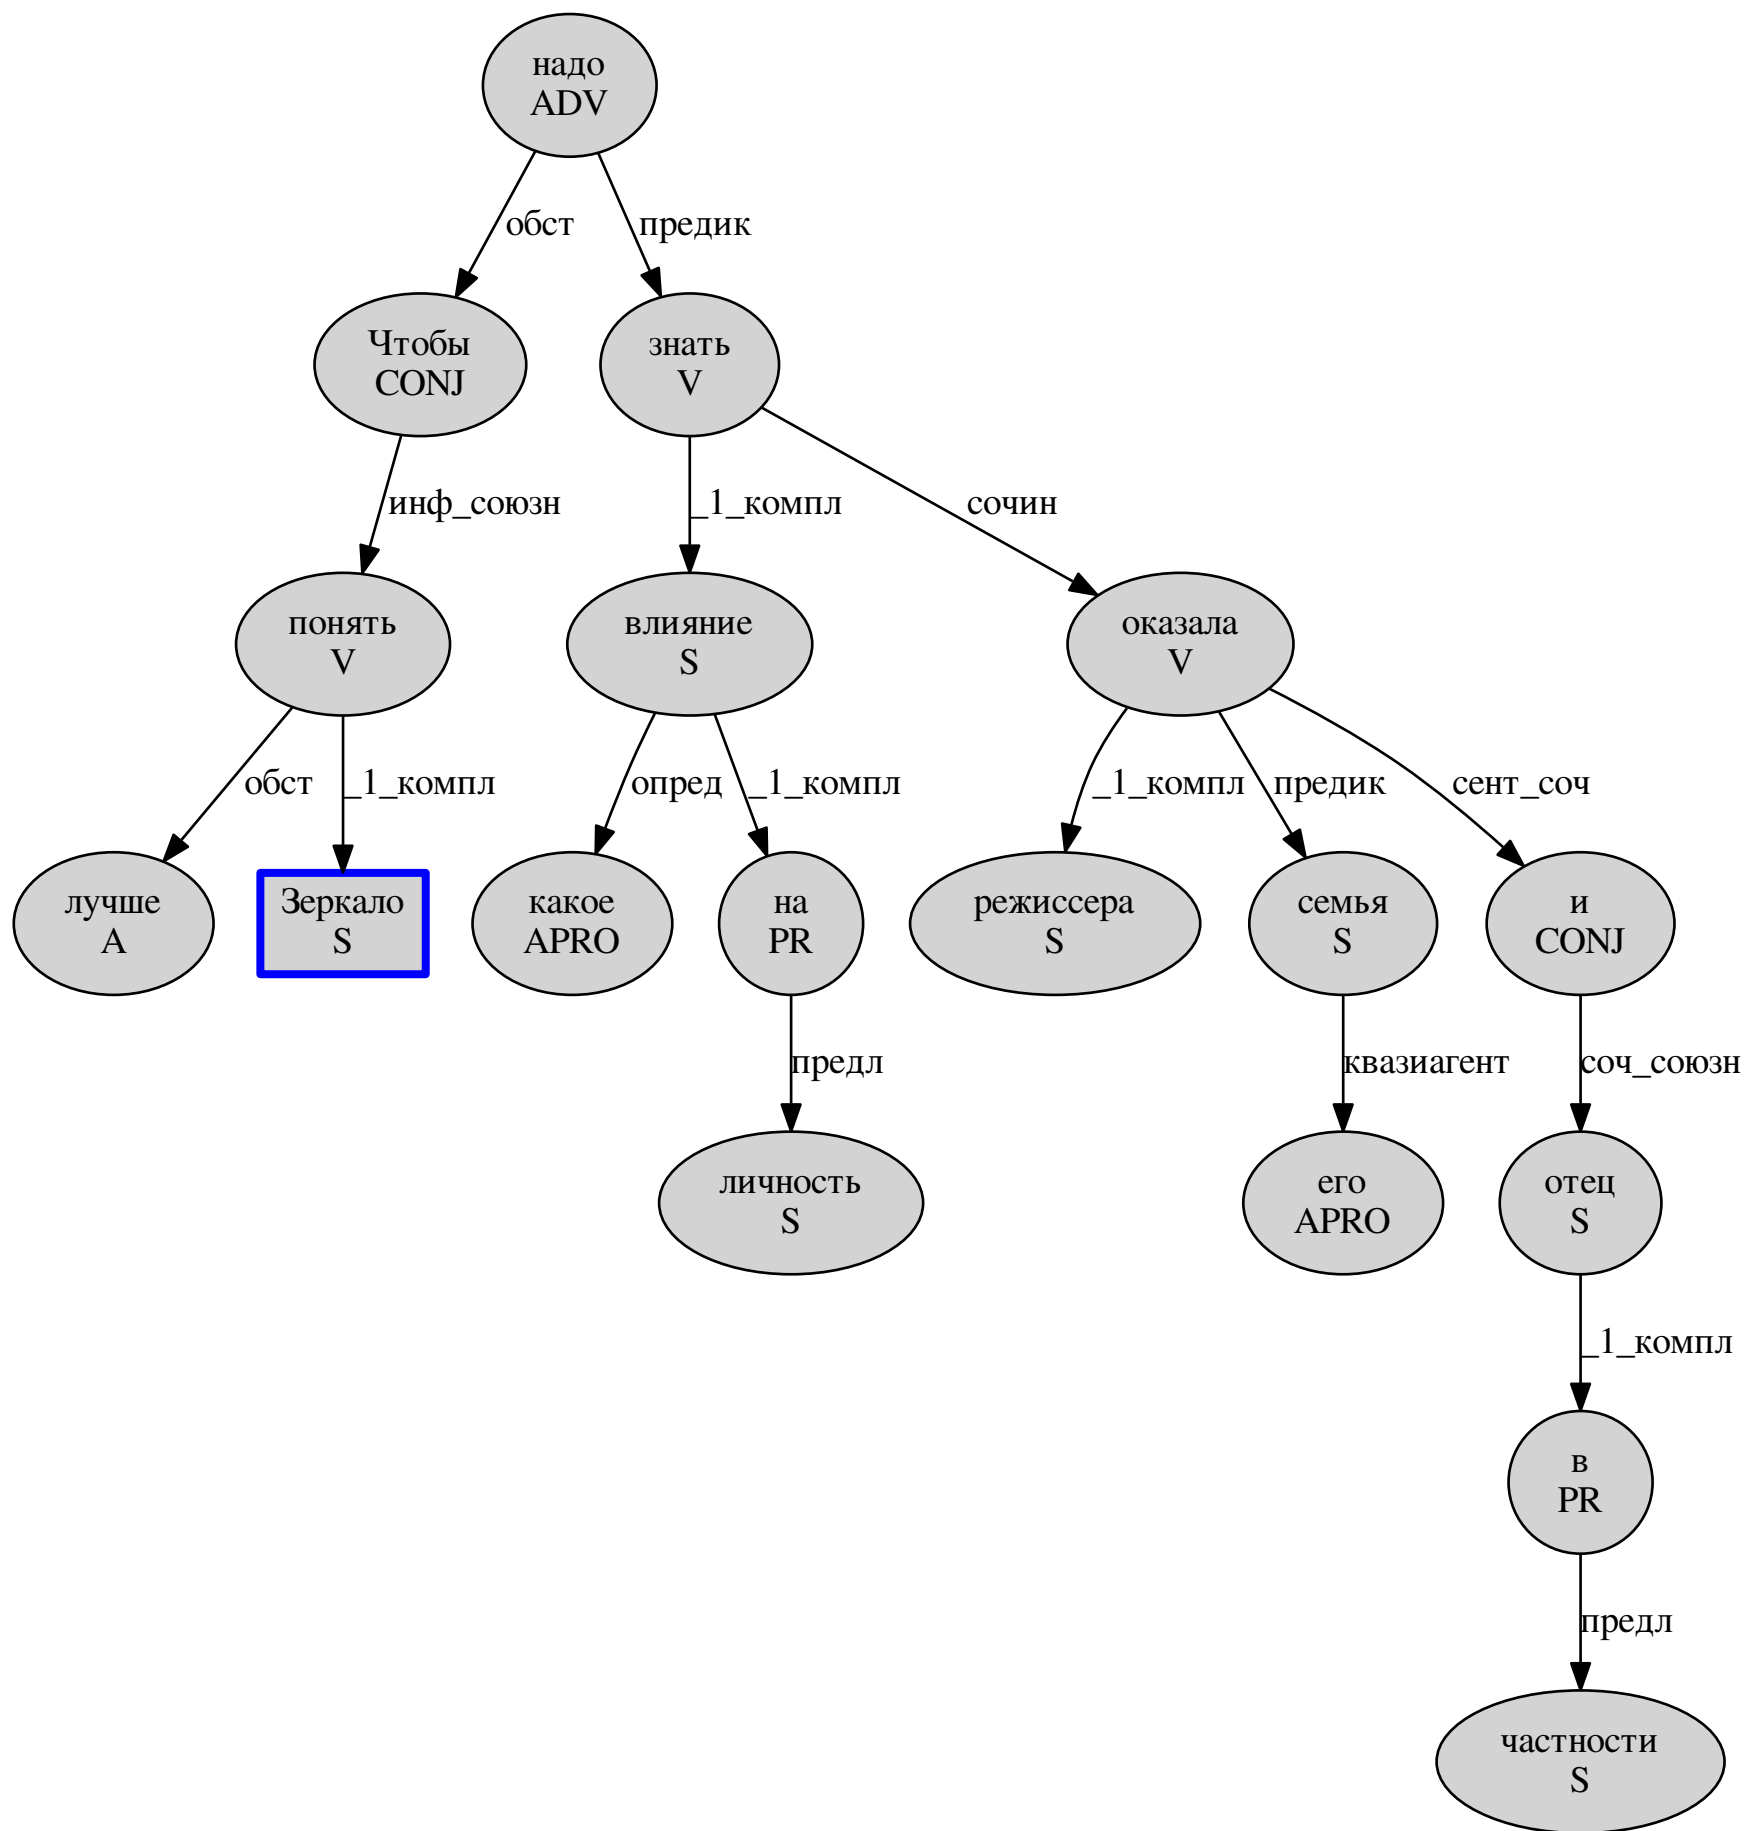 надо
ADV
обст
предик
Чтобы
CONJ
знать
V
инф_союзн
_1_компл
сочин
понять
V
влияние
S
оказала
V
обст
_1_компл
опред
_1_компл
_1_компл
предик
сент_соч
лучше
A
Зеркало
S
какое
APRO
на
PR
режиссера
S
семья
S
и
CONJ
предл
квазиагент
соч_союзн
личность
S
его
APRO
отец
S
_1_компл
в
PR
предл
частности
S